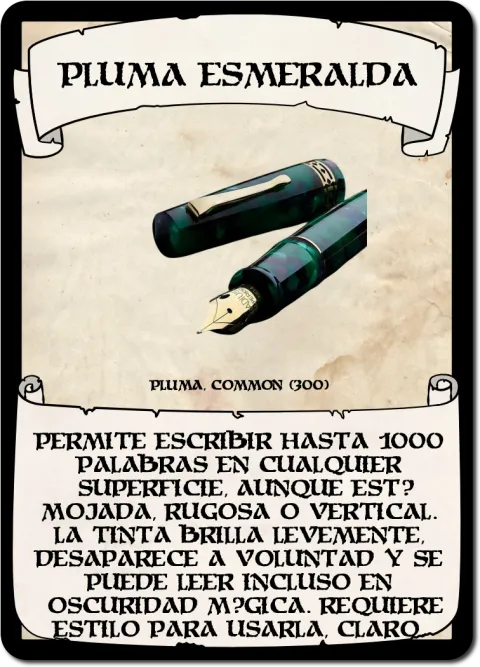 PLUMA ESMERALDA
PLUMA, COMMON (300)
PERMITE ESCRIBIR HASTA 1000
PALABRAS EN CUALQUIER
SUPERFICIE, AUNQUE EST?
MOJADA, RUGOSA O VERTICAL.
LA TINTA BRILLA LEVEMENTE,
DESAPARECE A VOLUNTAD Y SE
PUEDE LEER INCLUSO EN
OSCURIDAD M?GICA. REQUIERE
ESTILO PARA USARLA, CLARO.